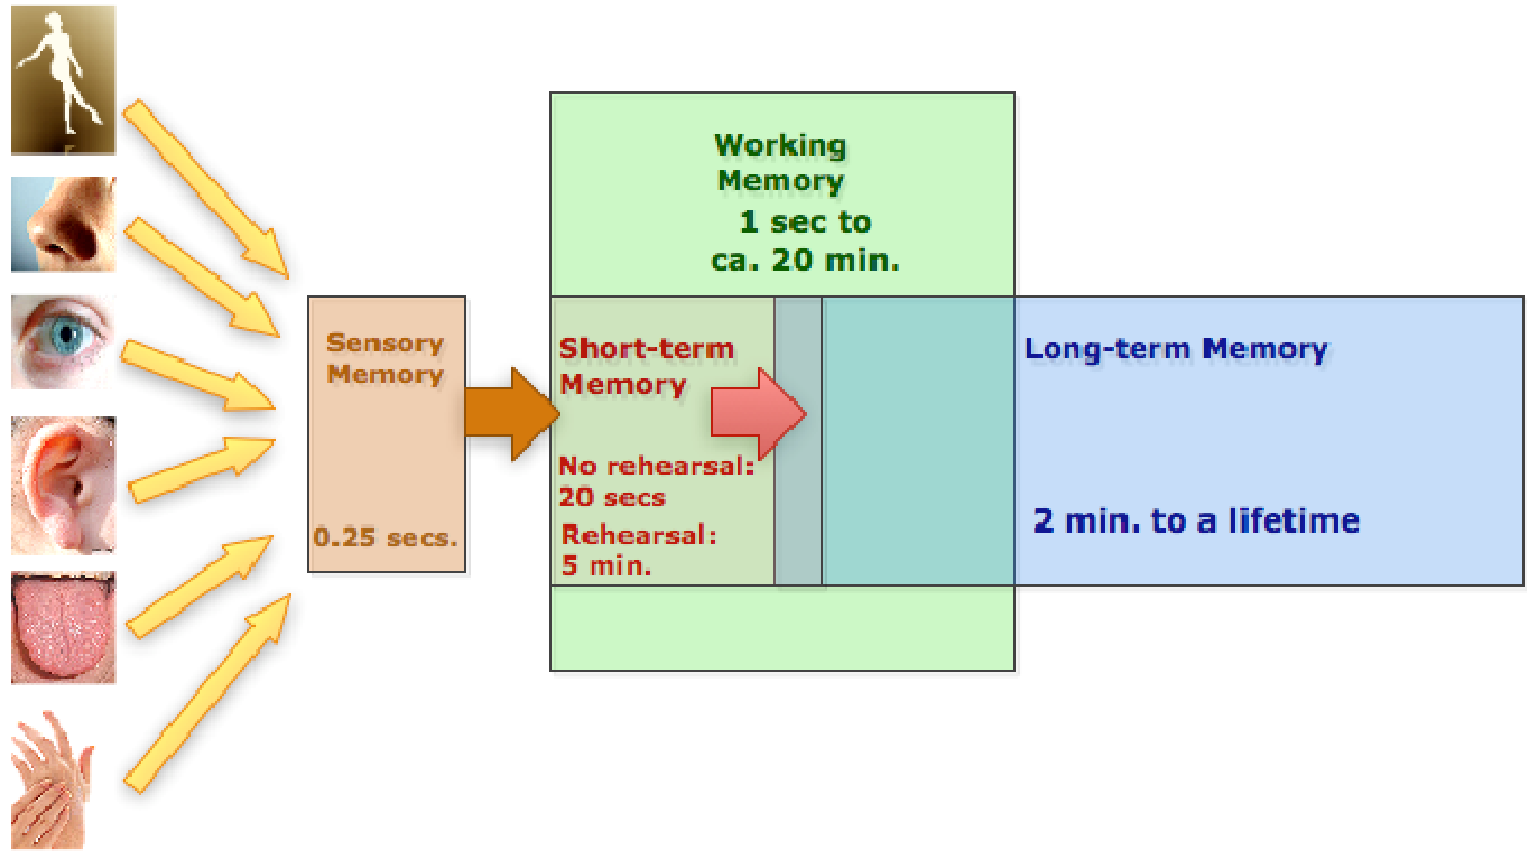 Working
Memory
1 sec to
ca. 20 min.
Sensory
Memory
0.25 secs.
Short-term
Memory
No rehearsal:
20 secs
Rehearsal:
5 min.
Long-term Memory
2 min. to a lifetime